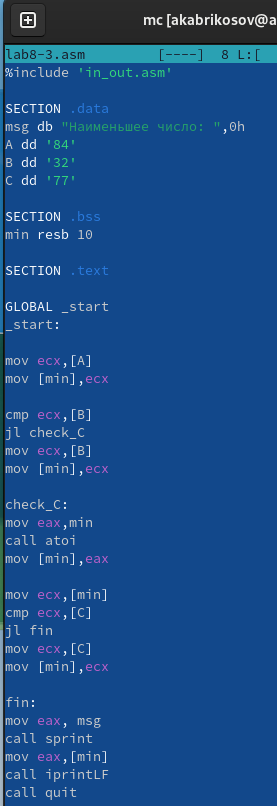 mc [akabrikosov@a
lab8-3.asm [----] 8 L:[
%include 'in_out.asm'
SECTION .data
msg db "Наименьшее число: ",0h
A dd '84'
B dd '32'
C dd '77'
SECTION .bss
min resb 10
SECTION .text
GLOBAL _start
_start:
mov ecx,[A]
mov [min],ecx
cmp ecx,[B]
jl check_C
mov ecx,[B]
mov [min],ecx
check_C:
mov eax,min
call atoi
mov [min],eax
mov ecx,[min]
cmp ecx,[C]
jl fin
mov ecx,[C]
mov [min],ecx
fin:
mov eax, msg
call sprint
mov eax,[min]
call iprintLF
call quit